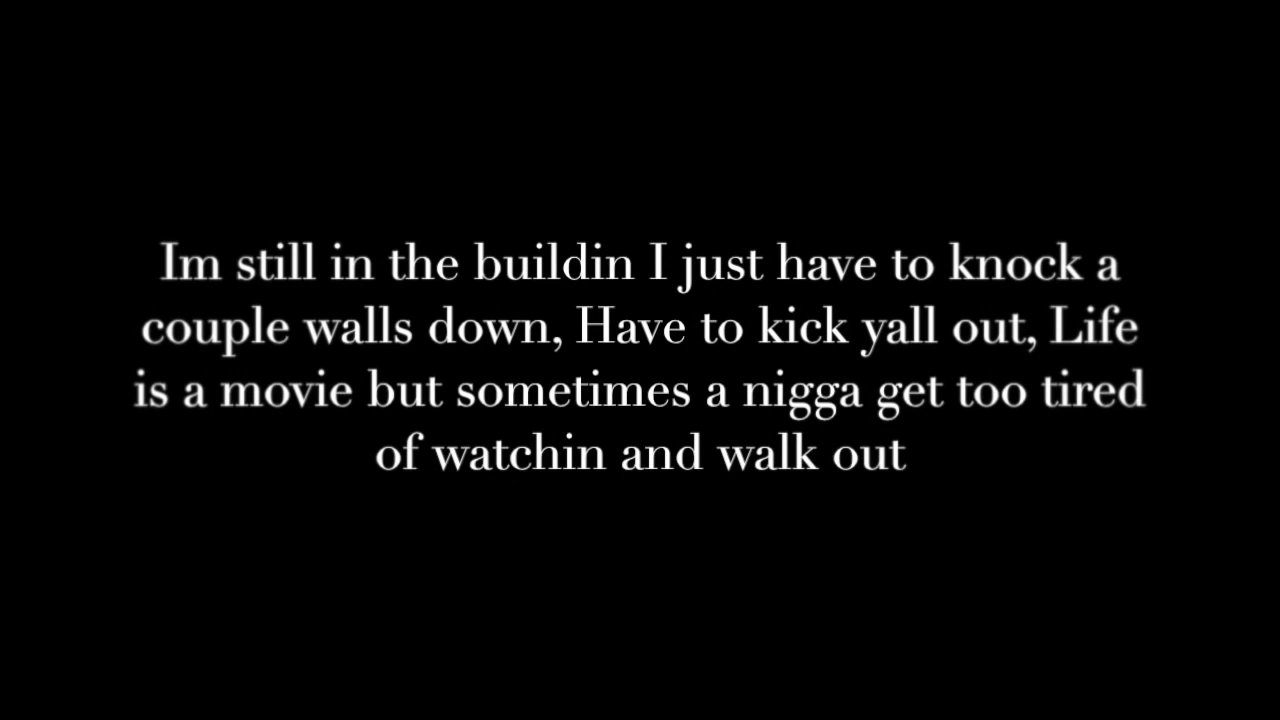 Im still in the buildin I just have to knock a
couple walls down, Have to kick yall out, Life
is a movie but sometimes a nigga get too tired
of watchin and walk out